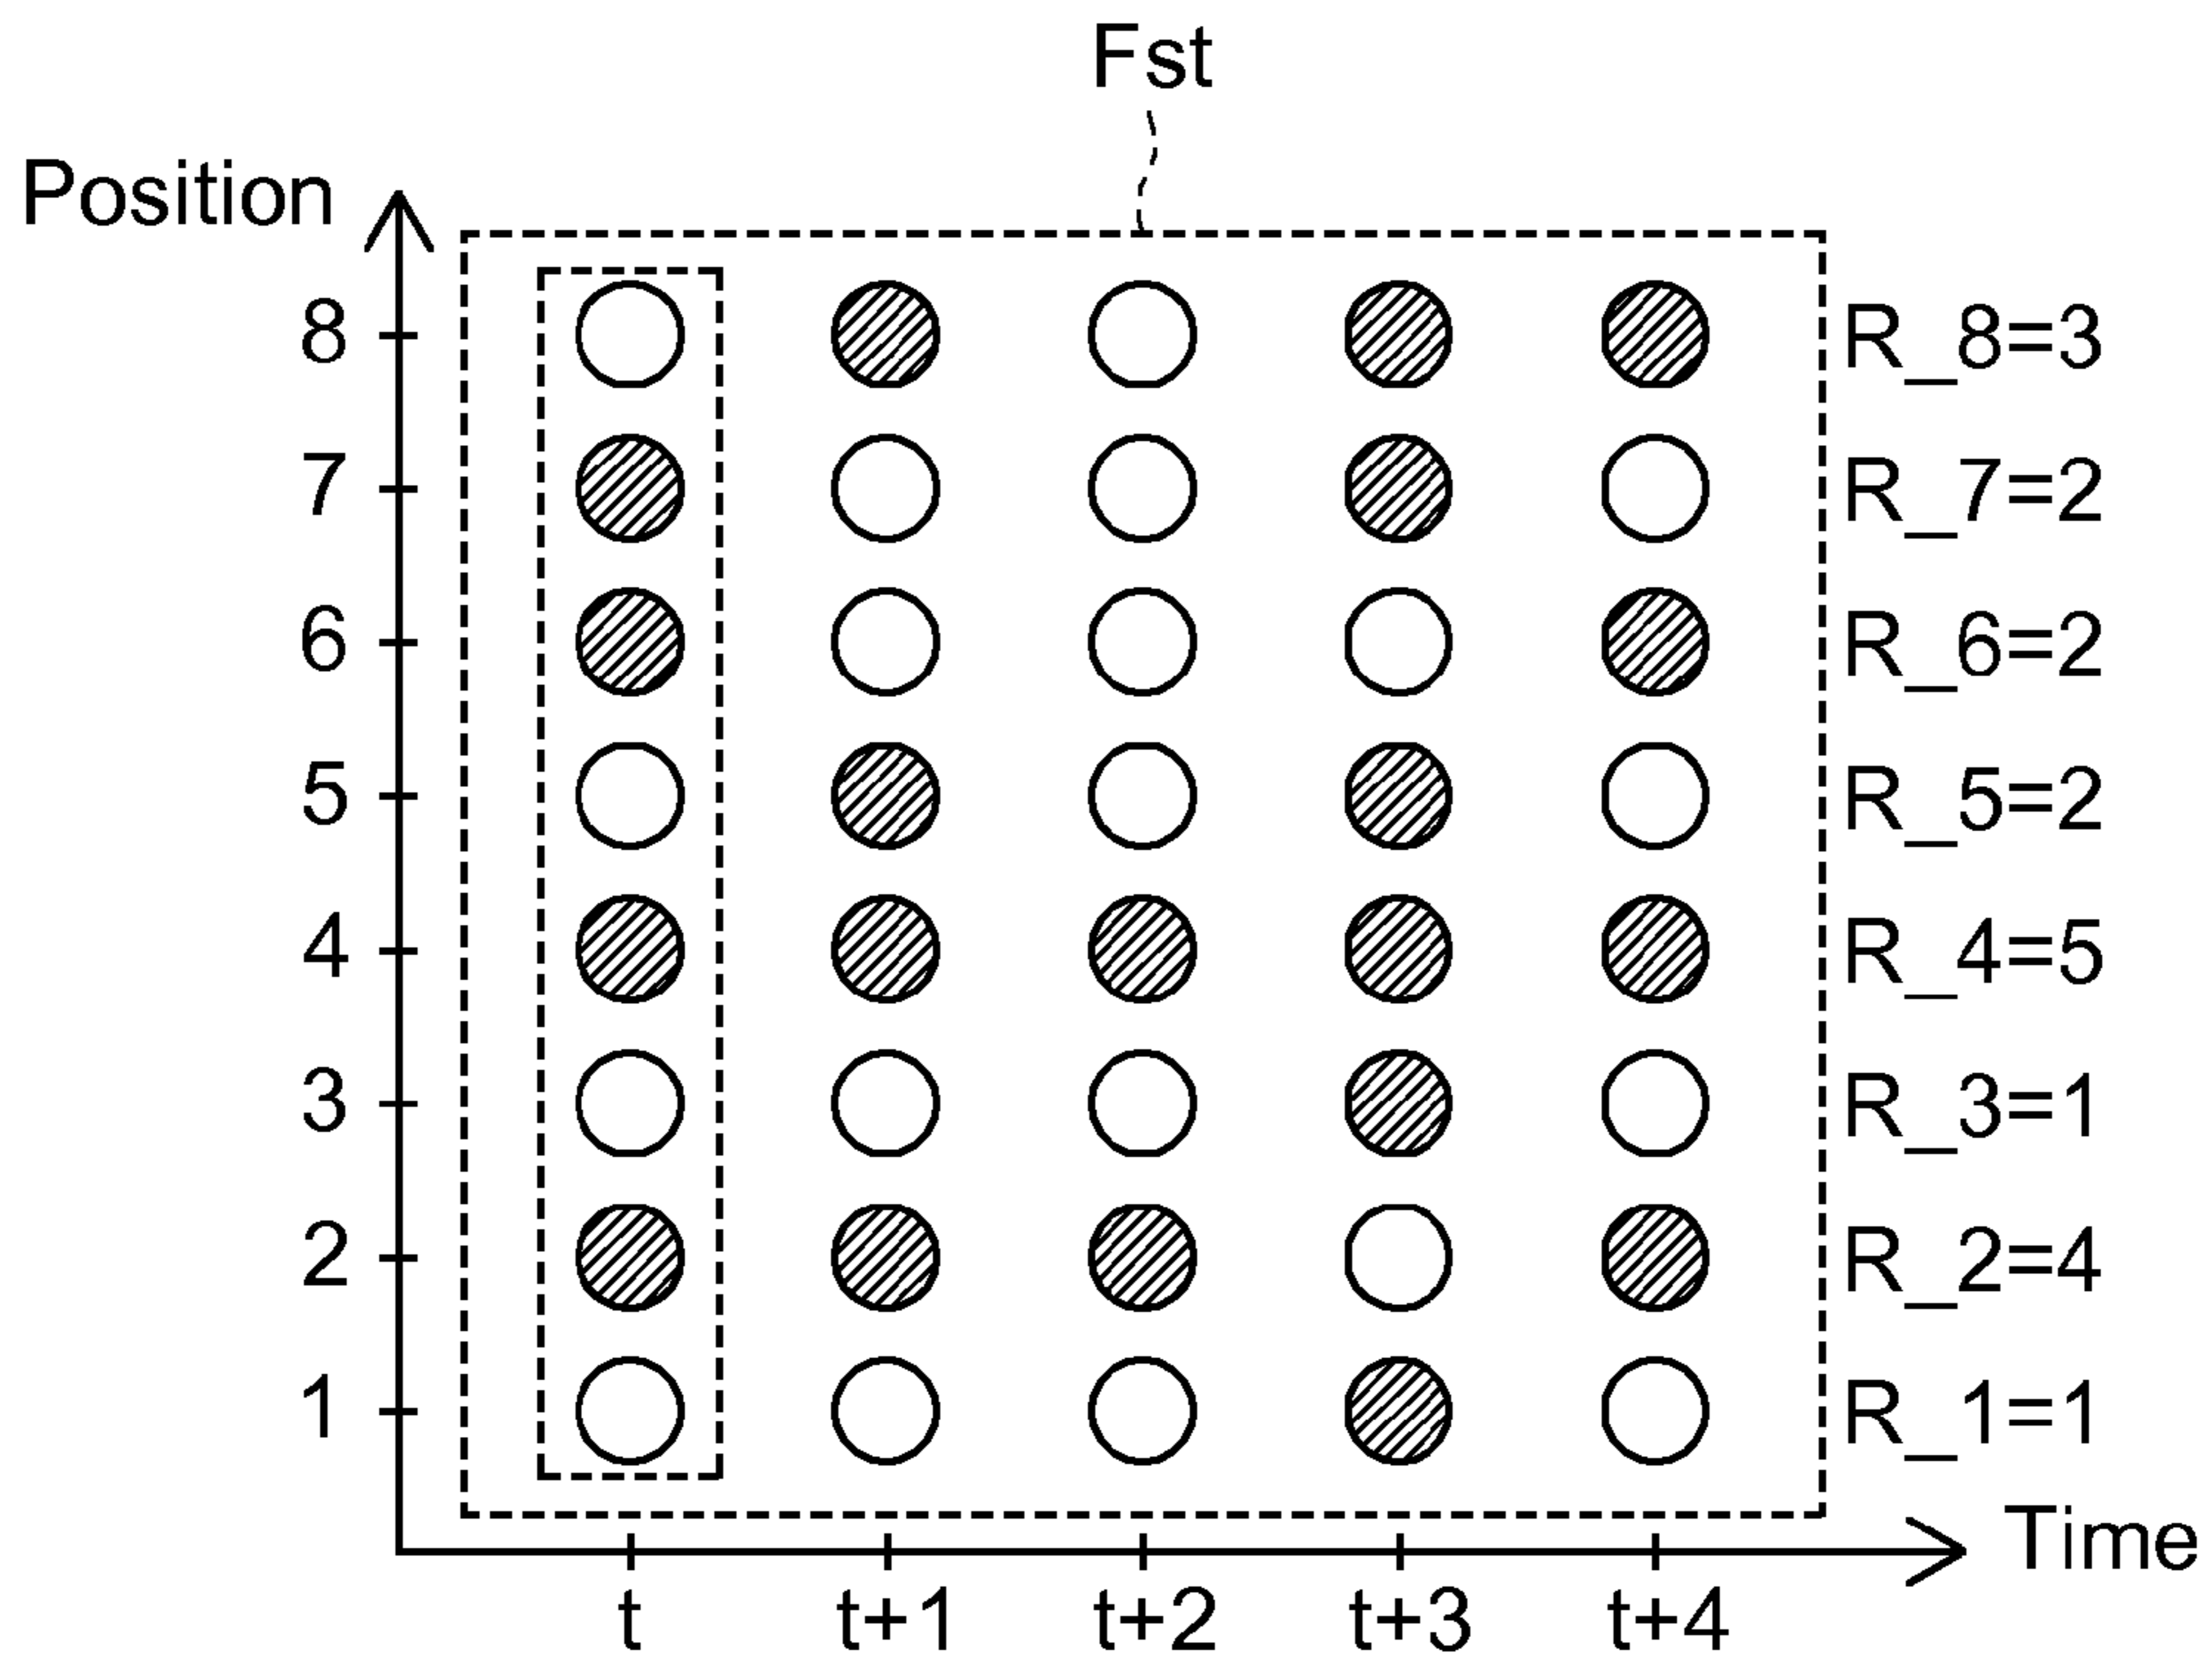 Fst
Position
8 R_8=3
7 R_7=2
6 R_6=2
5 R_5=2
4 R_4=5
3 R_3=1
2 R_2=4
1 R_1=1
Time
t t+1 t+2 t+3 t+4